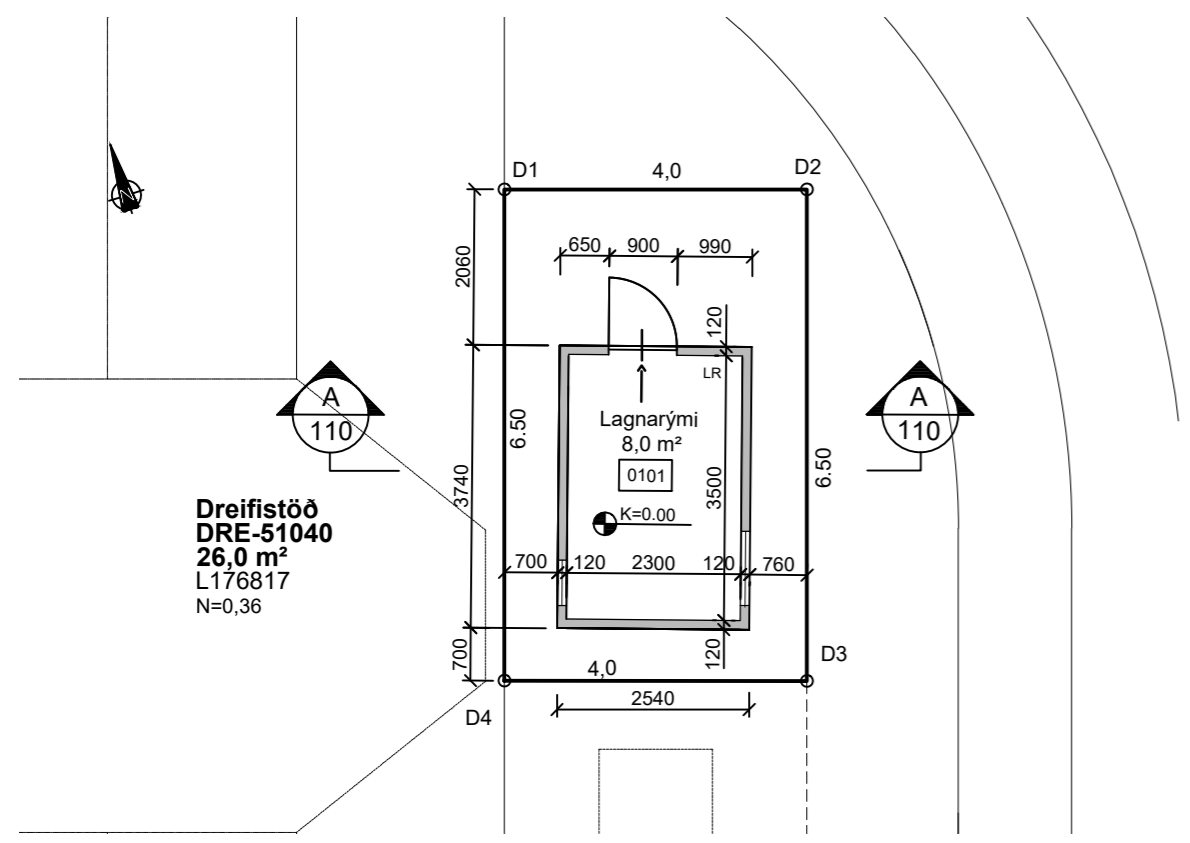 D1
4,0
D2
N
650
900
990
2060
120
LR
A
110
A
110
Lagnarými
8,0 m²
0101
6.50
6.50
3740
3500
K=0.00
Dreifistöð
DRE-51040
26,0 m²
L176817
N=0,36
700
120
2300
120
760
700
120
4,0
D3
D4
2540